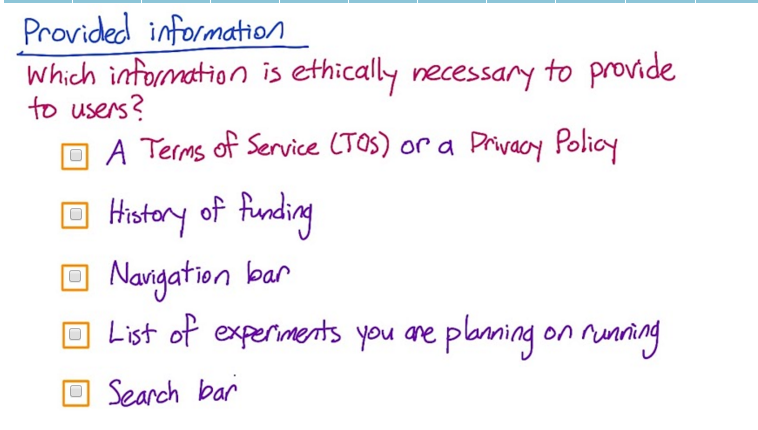 Provided information
Which information is ethically necessary to provide
to users?
A Terms of Service (TOS) or a Privacy Policy
History of funding
Navigation bar
List of experiments you are planning on running
Search bar